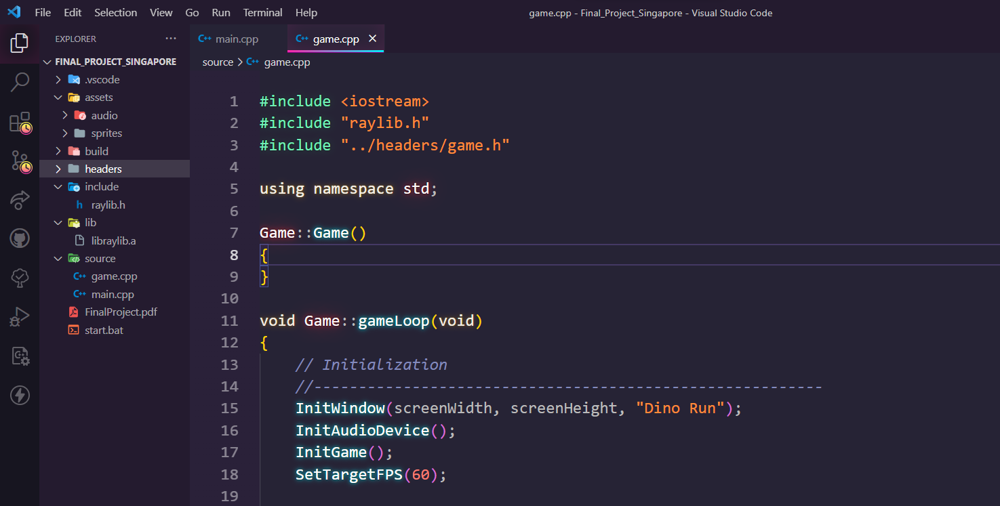 File Edit Selection View Go Run Terminal Help
game.cpp - Final_Project_Singapore - Visual Studio Code
EXPLORER
FINAL_PROJECT_SINGAPORE
.vscode
assets
audio
sprites
build
headers
include
h raylib.h
lib
libraylib.a
source
C++ game.cpp
C++ main.cpp
FinalProject.pdf
start.bat
C++ main.cpp
C++ game.cpp
source > C++ game.cpp
1 #include <iostream>
2 #include "raylib.h"
3 #include "../headers/game.h"
4
5 using namespace std;
6
7 Game::Game()
8 {
9 }
10
11 void Game::gameLoop(void)
12 {
13 // Initialization
14 //---------------------------------------------------------
15 InitWindow(screenWidth, screenHeight, "Dino Run");
16 InitAudioDevice();
17 InitGame();
18 SetTargetFPS(60);
19